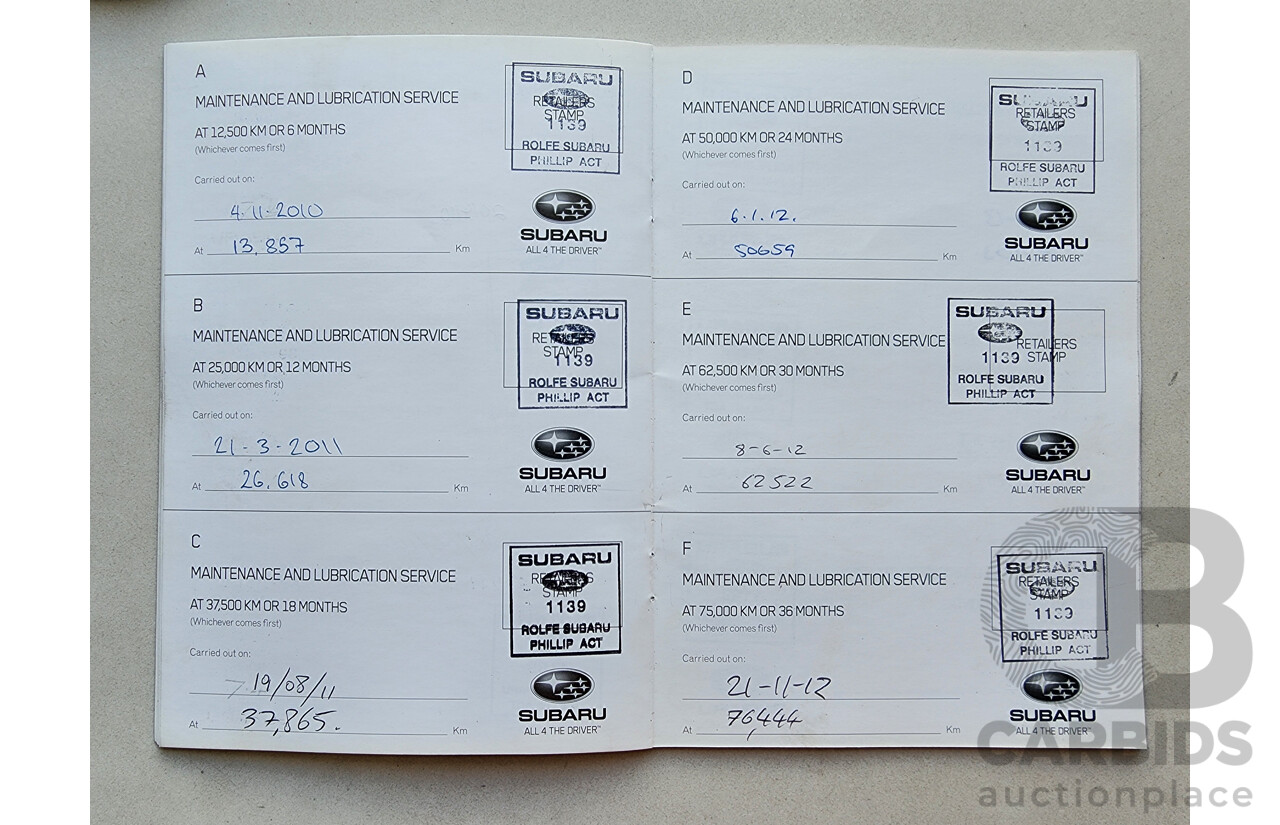 A
MAINTENANCE AND LUBRICATION SERVICE
AT 12,500 KM OR 6 MONTHS
(Whichever comes first)
Carried out on:
4·11·2010
At 13,857 Km
SUBARU
RETAILERS
STAMP
1139
ROLFE SUBARU
PHILLIP ACT
SUBARU
ALL 4 THE DRIVER™
B
MAINTENANCE AND LUBRICATION SERVICE
AT 25,000 KM OR 12 MONTHS
(Whichever comes first)
Carried out on:
21-3-2011
At 26,618 Km
SUBARU
RETAILERS
STAMP
1139
ROLFE SUBARU
PHILLIP ACT
SUBARU
ALL 4 THE DRIVER™
C
MAINTENANCE AND LUBRICATION SERVICE
AT 37,500 KM OR 18 MONTHS
(Whichever comes first)
Carried out on:
19/08/11
At 37,865. Km
SUBARU
RETAILERS
STAMP
1139
ROLFE SUBARU
PHILLIP ACT
SUBARU
ALL 4 THE DRIVER™
D
MAINTENANCE AND LUBRICATION SERVICE
AT 50,000 KM OR 24 MONTHS
(Whichever comes first)
Carried out on:
6·1·12.
At 50659 Km
SUBARU
RETAILERS
STAMP
1139
ROLFE SUBARU
PHILLIP ACT
SUBARU
ALL 4 THE DRIVER™
E
MAINTENANCE AND LUBRICATION SERVICE
AT 62,500 KM OR 30 MONTHS
(Whichever comes first)
Carried out on:
8-6-12
At 62522 Km
SUBARU
RETAILERS
1139 STAMP
ROLFE SUBARU
PHILLIP ACT
SUBARU
ALL 4 THE DRIVER™
F
MAINTENANCE AND LUBRICATION SERVICE
AT 75,000 KM OR 36 MONTHS
(Whichever comes first)
Carried out on:
21-11-12
At 76,444 Km
SUBARU
RETAILERS
STAMP
1139
ROLFE SUBARU
PHILLIP ACT
SUBARU
ALL 4 THE DRIVER™
B
CARBIDS
auctionplace